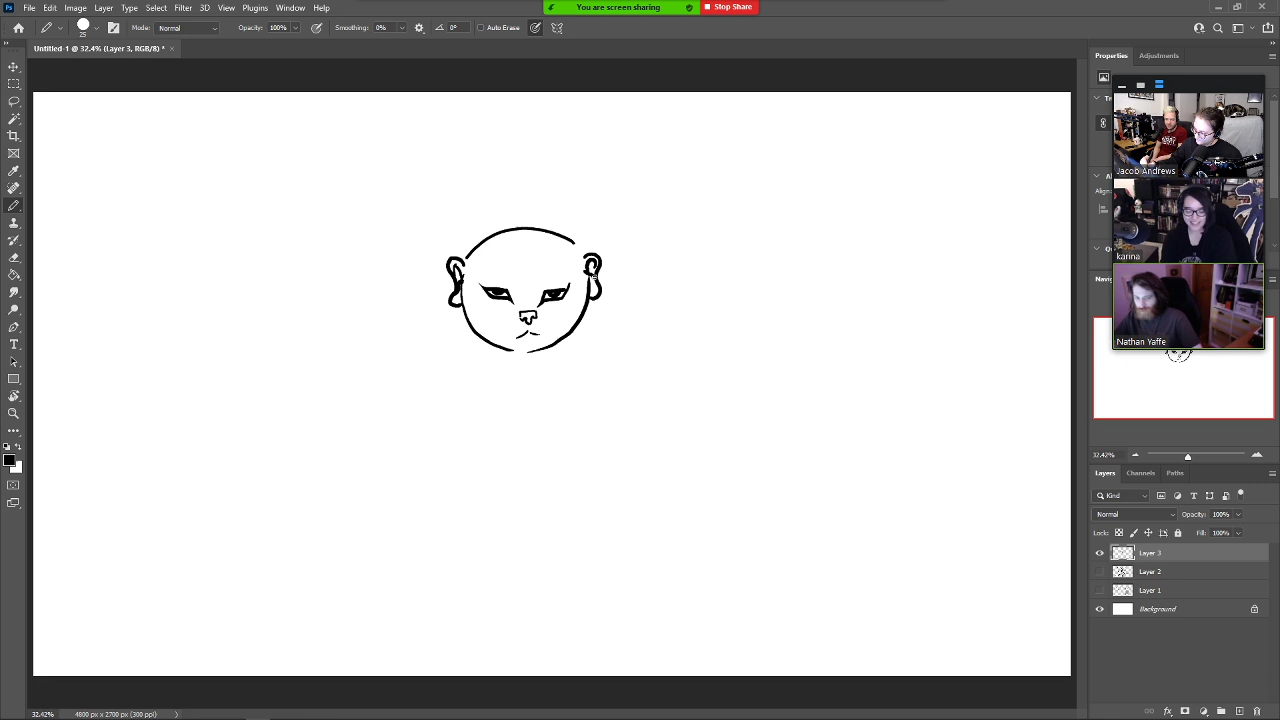 Ps File Edit Image Layer Type Select Filter 3D View Plugins Window Help
You are screen sharing Stop Share
25 Mode: Normal Opacity: 100% Smoothing: 0% 0° Auto Erase
Untitled-1 @ 32.4% (Layer 3, RGB/8) * ×
Properties Adjustments
Jacob Andrews
karina
Nathan Yaffe
32.42%
Layers Channels Paths
Kind
Normal Opacity: 100%
Lock: Fill: 100%
Layer 3
Layer 2
Layer 1
Background
32.42% 4800 px x 2700 px (300 ppi)